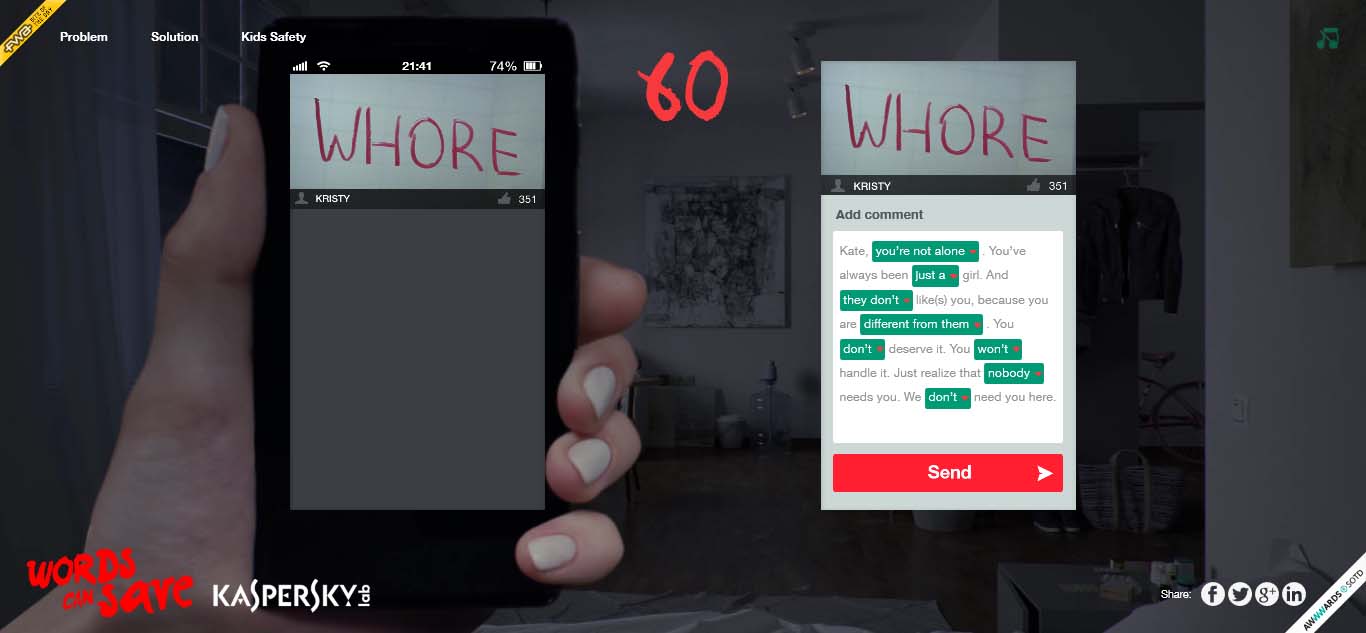 FWA SITE OF THE DAY
Problem Solution Kids Safety
21:41 74%
WHORE
KRISTY 351
60
WHORE
KRISTY 351
Add comment
Kate, you're not alone . You've
always been just a girl. And
they don't like(s) you, because you
are different from them . You
don't deserve it. You won't
handle it. Just realize that nobody
needs you. We don't need you here.
Send
WORDS
CAN save
KASPERSKY lab
Share: f g+ in
AWWWARDS SOTD